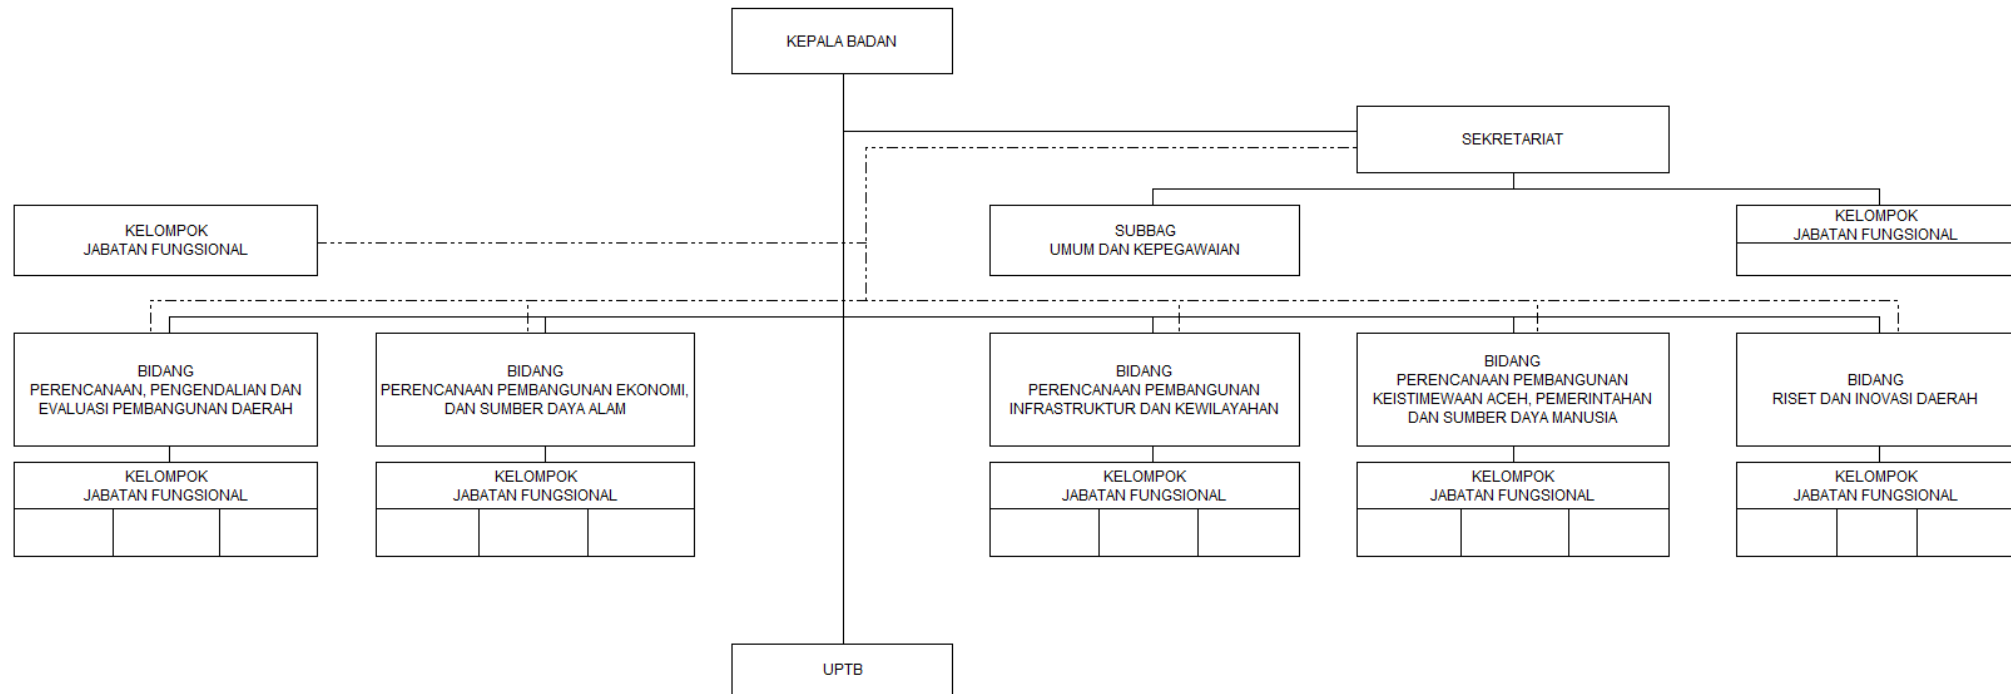 KEPALA BADAN
SEKRETARIAT
KELOMPOK
JABATAN FUNGSIONAL
SUBBAG
UMUM DAN KEPEGAWAIAN
KELOMPOK
JABATAN FUNGSIONAL
BIDANG
PERENCANAAN, PENGENDALIAN DAN
EVALUASI PEMBANGUNAN DAERAH
BIDANG
PERENCANAAN PEMBANGUNAN EKONOMI,
DAN SUMBER DAYA ALAM
BIDANG
PERENCANAAN PEMBANGUNAN
INFRASTRUKTUR DAN KEWILAYAHAN
BIDANG
PERENCANAAN PEMBANGUNAN
KEISTIMEWAAN ACEH, PEMERINTAHAN
DAN SUMBER DAYA MANUSIA
BIDANG
RISET DAN INOVASI DAERAH
KELOMPOK
JABATAN FUNGSIONAL
KELOMPOK
JABATAN FUNGSIONAL
KELOMPOK
JABATAN FUNGSIONAL
KELOMPOK
JABATAN FUNGSIONAL
KELOMPOK
JABATAN FUNGSIONAL
UPTB